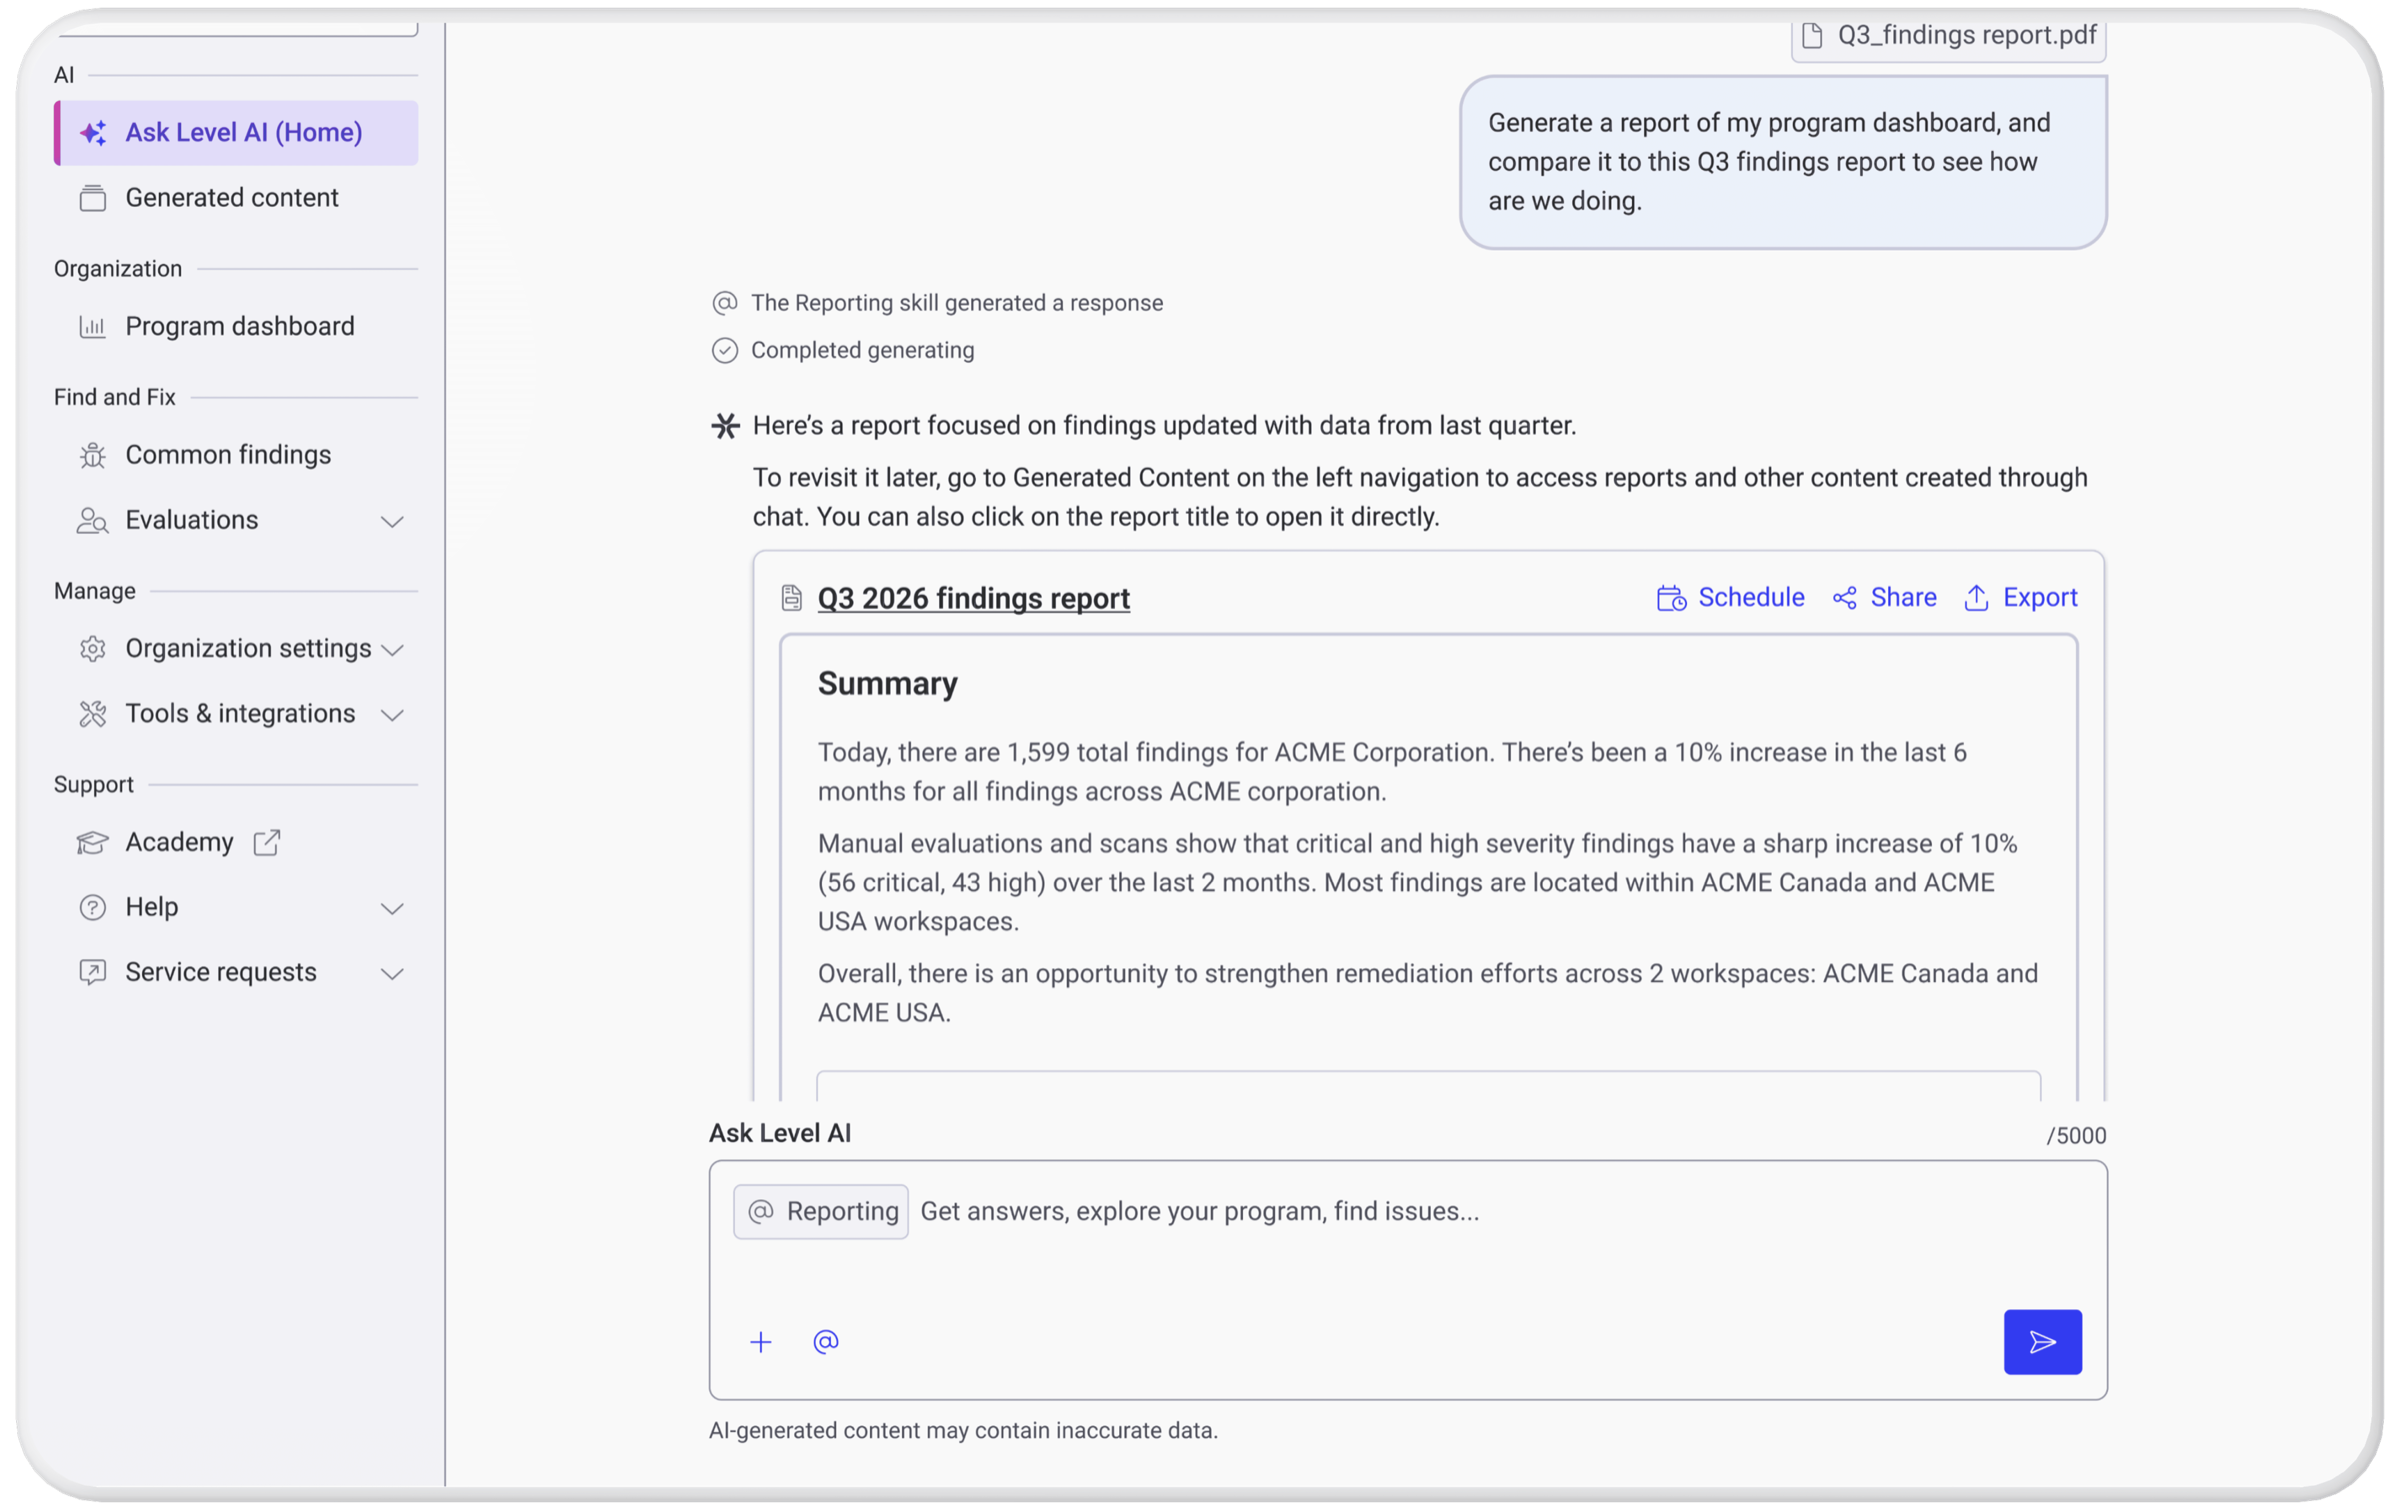 AI
Ask Level AI (Home)
Generated content
Organization
Program dashboard
Find and Fix
Common findings
Evaluations
Manage
Organization settings
Tools & integrations
Support
Academy
Help
Service requests
Q3_findings report.pdf
Generate a report of my program dashboard, and
compare it to this Q3 findings report to see how
are we doing.
The Reporting skill generated a response
Completed generating
Here’s a report focused on findings updated with data from last quarter.
To revisit it later, go to Generated Content on the left navigation to access reports and other content created through
chat. You can also click on the report title to open it directly.
Q3 2026 findings report
Schedule
Share
Export
Summary
Today, there are 1,599 total findings for ACME Corporation. There’s been a 10% increase in the last 6
months for all findings across ACME corporation.
Manual evaluations and scans show that critical and high severity findings have a sharp increase of 10%
(56 critical, 43 high) over the last 2 months. Most findings are located within ACME Canada and ACME
USA workspaces.
Overall, there is an opportunity to strengthen remediation efforts across 2 workspaces: ACME Canada and
ACME USA.
Ask Level AI
/5000
@ Reporting Get answers, explore your program, find issues...
AI-generated content may contain inaccurate data.